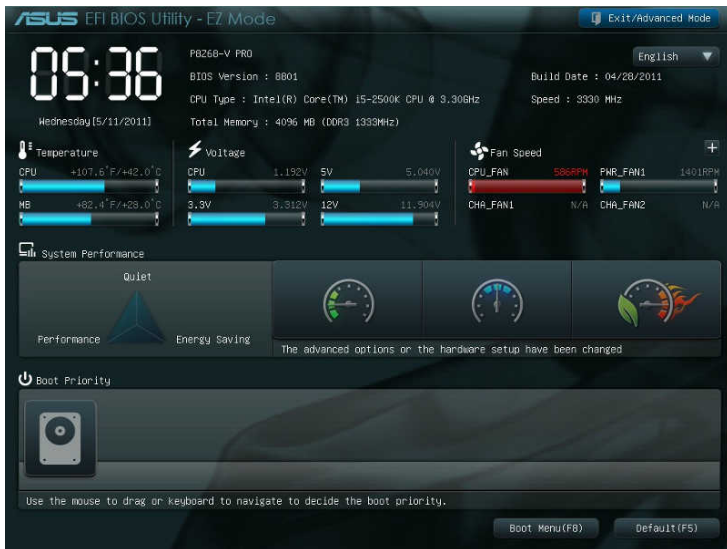 ASUS EFI BIOS Utility - EZ Mode
Exit/Advanced Mode
05:36
Wednesday[5/11/2011]
P8Z68-V PRO
English
BIOS Version : 8801
Build Date : 04/28/2011
CPU Type : Intel(R) Core(TM) i5-2500K CPU @ 3.30GHz
Speed : 3330 MHz
Total Memory : 4096 MB (DDR3 1333MHz)
Temperature
CPU +107.6°F/+42.0°C
MB +82.4°F/+28.0°C
Voltage
CPU 1.192V 5V 5.040V
3.3V 3.312V 12V 11.904V
Fan Speed
CPU_FAN 586RPM PWR_FAN1 1401RPM
CHA_FAN1 N/A CHA_FAN2 N/A
System Performance
Quiet
Performance
Energy Saving
The advanced options or the hardware setup have been changed
Boot Priority
Use the mouse to drag or keyboard to navigate to decide the boot priority.
Boot Menu(F8)
Default(F5)